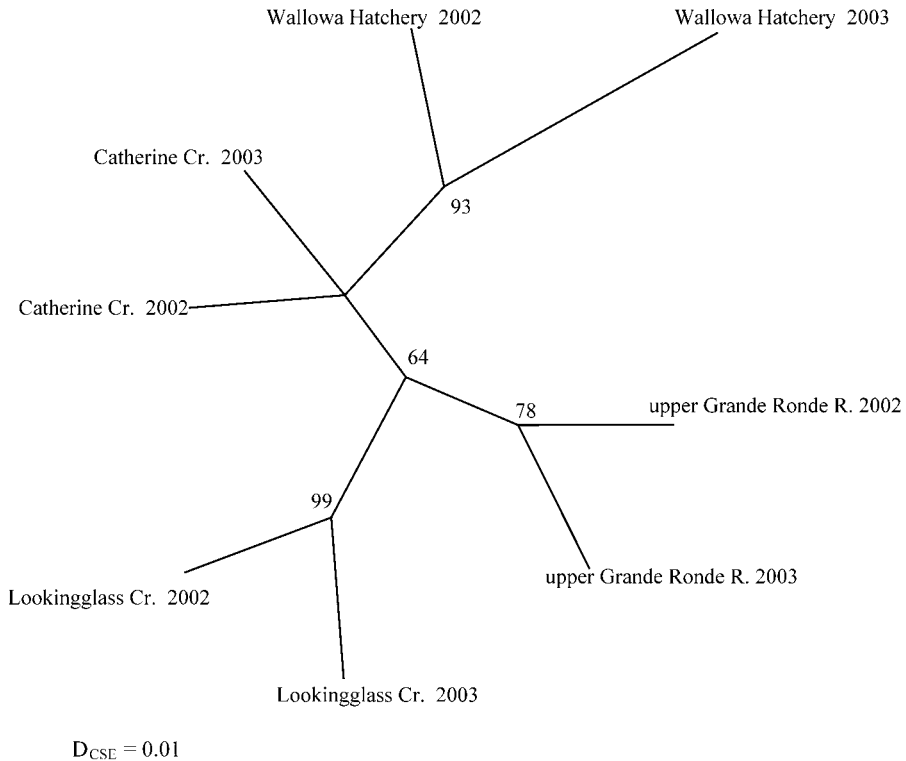 Wallowa Hatchery 2002
Wallowa Hatchery 2003
Catherine Cr. 2003
93
Catherine Cr. 2002
64
78
upper Grande Ronde R. 2002
99
upper Grande Ronde R. 2003
Lookingglass Cr. 2002
Lookingglass Cr. 2003
D_CSE = 0.01